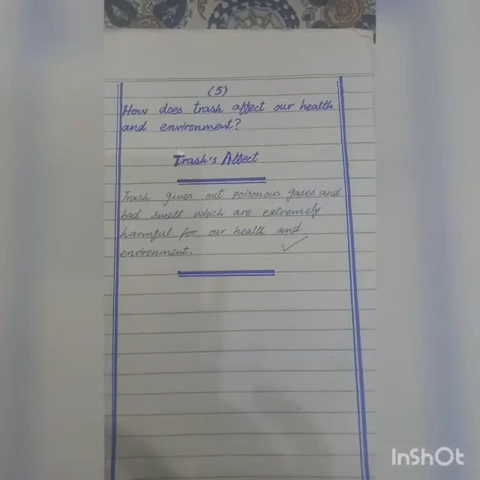 (5)
How does trash affect our health
and environment?
Trash's Affect
Trash gives out poisonous gases and
bad smell which are extremely
harmful for our health and
environment.
InShOt